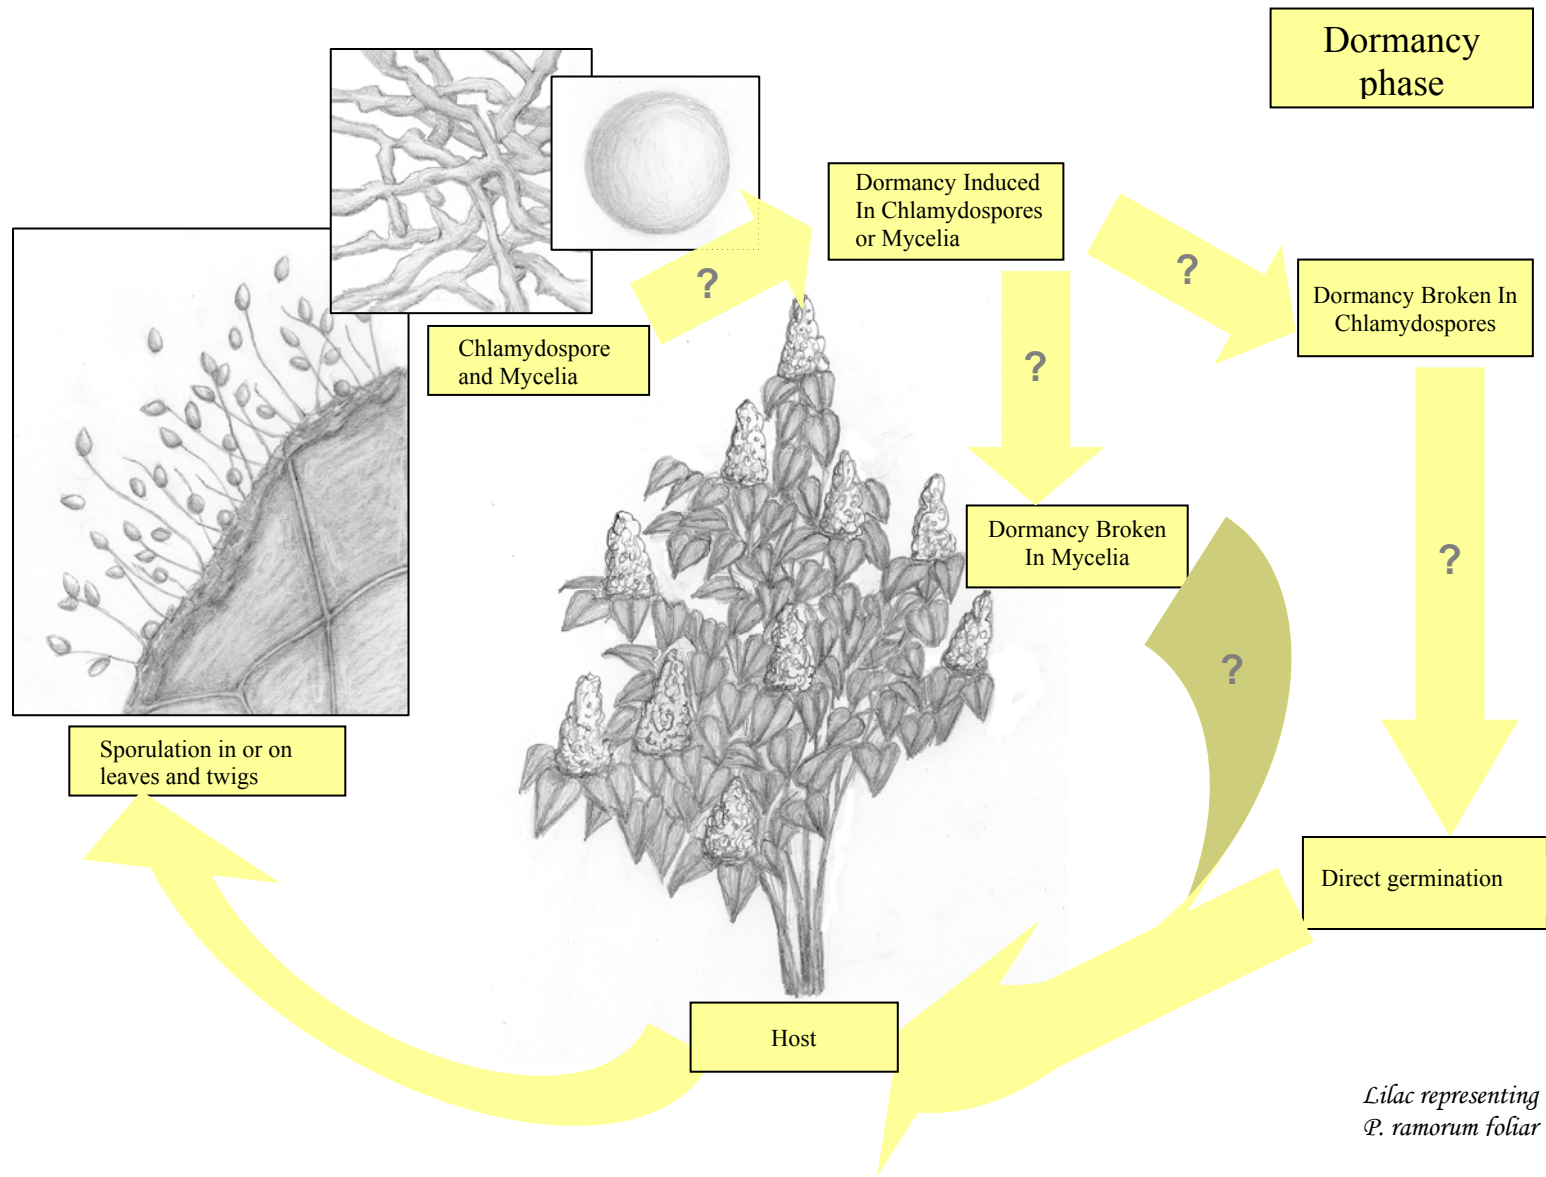 Dormancy
phase
Dormancy Induced
In Chlamydospores
or Mycelia
?
?
Dormancy Broken In
Chlamydospores
Chlamydospore
and Mycelia
?
Dormancy Broken
In Mycelia
?
?
Sporulation in or on
leaves and twigs
Direct germination
Host
Lilac representing
P. ramorum foliar